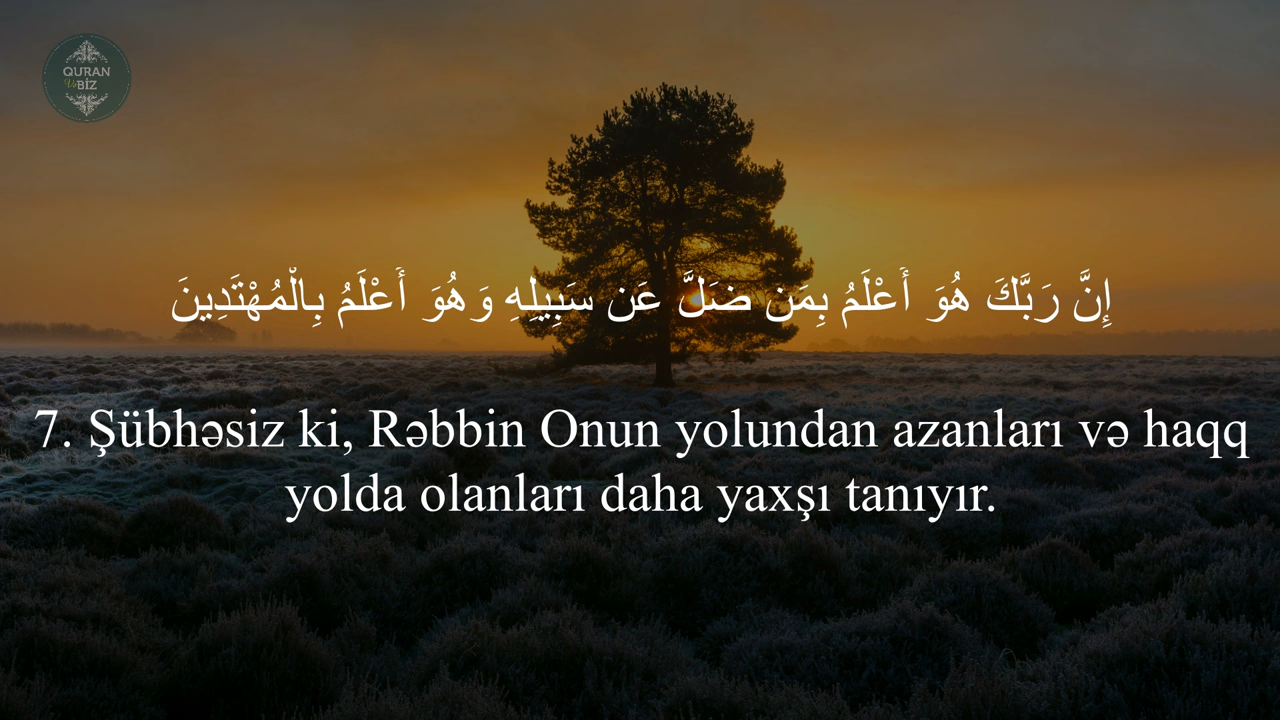 QURAN
Və BİZ
إِنَّ رَبَّكَ هُوَ أَعْلَمُ بِمَن ضَلَّ عَن سَبِيلِهِ وَهُوَ أَعْلَمُ بِالْمُهْتَدِينَ
7. Şübhəsiz ki, Rəbbin Onun yolundan azanları və haqq
yolda olanları daha yaxşı tanıyır.